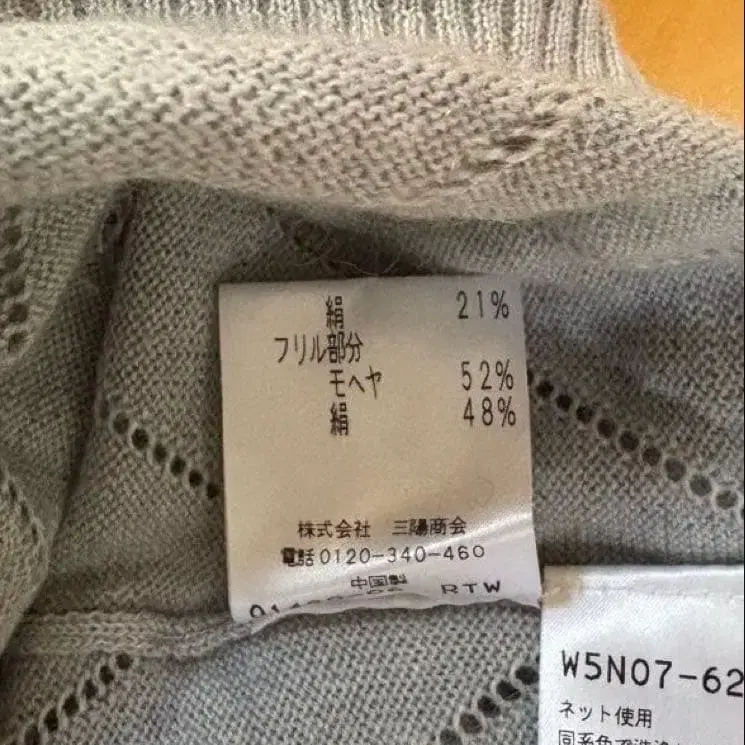 絹 21%
フリル部分
モヘヤ 52%
絹 48%
株式会社 三陽商会
電話0120-340-460
中国製
RTW
W5N07-62
ネット使用